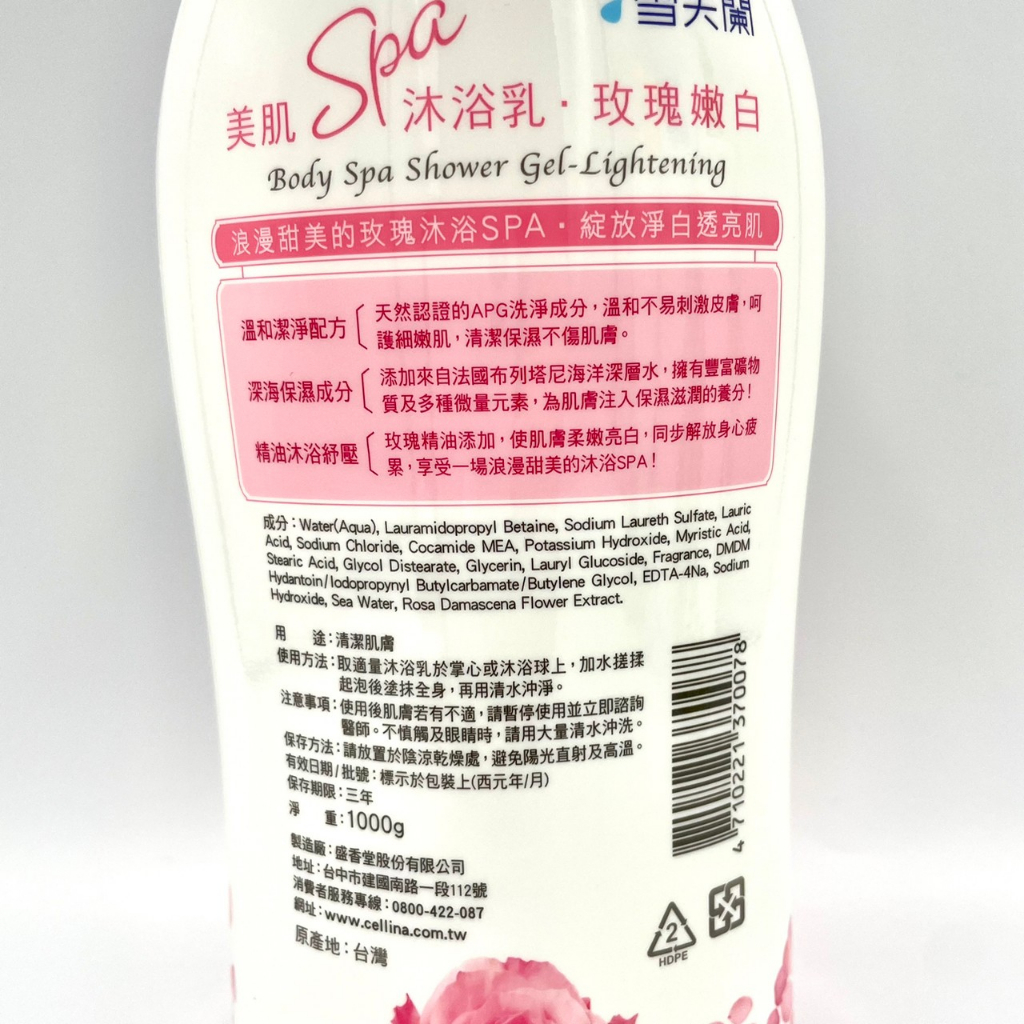 雪芙蘭
美肌 Spa 沐浴乳·玫瑰嫩白
Body Spa Shower Gel-Lightening
浪漫甜美的玫瑰沐浴SPA·綻放淨白透亮肌
溫和潔淨配方
天然認證的APG洗淨成分，溫和不易刺激皮膚，呵
護細嫩肌，清潔保濕不傷肌膚。
深海保濕成分
添加來自法國布列塔尼海洋深層水，擁有豐富礦物
質及多種微量元素，為肌膚注入保濕滋潤的養分！
精油沐浴紓壓
玫瑰精油添加，使肌膚柔嫩亮白，同步解放身心疲
累，享受一場浪漫甜美的沐浴SPA！
成分：Water(Aqua), Lauramidopropyl Betaine, Sodium Laureth Sulfate, Lauric
Acid, Sodium Chloride, Cocamide MEA, Potassium Hydroxide, Myristic Acid,
Stearic Acid, Glycol Distearate, Glycerin, Lauryl Glucoside, Fragrance, DMDM
Hydantoin/Iodopropynyl Butylcarbamate/Butylene Glycol, EDTA-4Na, Sodium
Hydroxide, Sea Water, Rosa Damascena Flower Extract.
用　途：清潔肌膚
使用方法：取適量沐浴乳於掌心或沐浴球上，加水搓揉
起泡後塗抹全身，再用清水沖淨。
注意事項：使用後肌膚若有不適，請暫停使用並立即諮詢
醫師。不慎觸及眼睛時，請用大量清水沖洗。
保存方法：請放置於陰涼乾燥處，避免陽光直射及高溫。
有效日期/批號：標示於包裝上(西元年/月)
保存期限：三年
淨　重：1000g
製造廠：盛香堂股份有限公司
地址：台中市建國南路一段112號
消費者服務專線：0800-422-087
網址：www.cellina.com.tw
原產地：台灣
4 710221 370078
2
HDPE